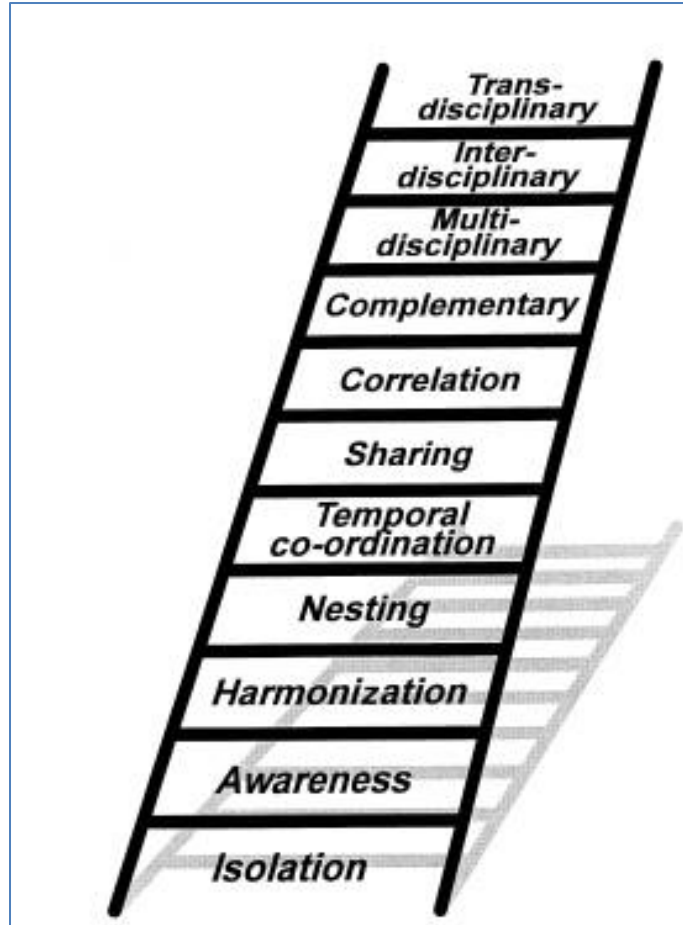 Trans-
disciplinary
Inter-
disciplinary
Multi-
disciplinary
Complementary
Correlation
Sharing
Temporal
co-ordination
Nesting
Harmonization
Awareness
Isolation